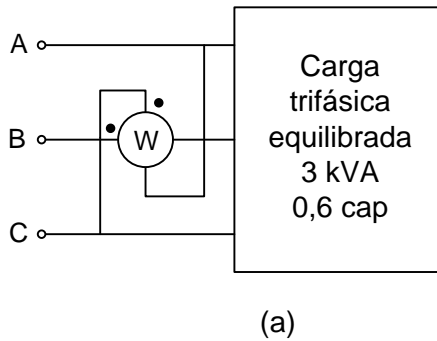 A
B
C
W
Carga
trifásica
equilibrada
3 kVA
0,6 cap
(a)